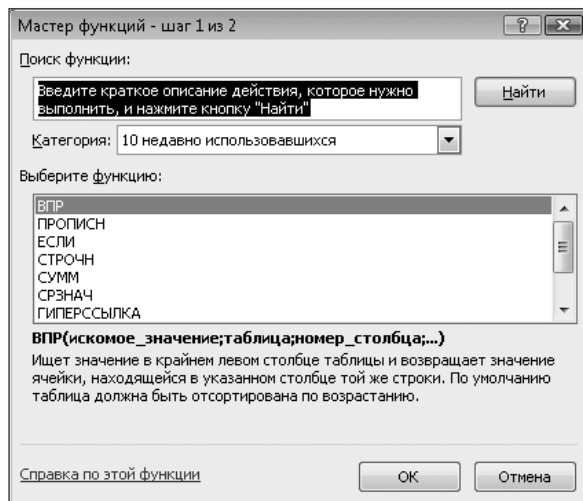 Мастер функций - шаг 1 из 2
Поиск функции:
Введите краткое описание действия, которое нужно
выполнить, и нажмите кнопку "Найти"
Найти
Категория: 10 недавно использовавшихся
Выберите функцию:
ВПР
ПРОПИСН
ЕСЛИ
СТРОЧН
СУММ
СРЗНАЧ
ГИПЕРССЫЛКА
ВПР(искомое_значение;таблица;номер_столбца;...)
Ищет значение в крайнем левом столбце таблицы и возвращает значение
ячейки, находящейся в указанном столбце той же строки. По умолчанию
таблица должна быть отсортирована по возрастанию.
Справка по этой функции
ОК
Отмена